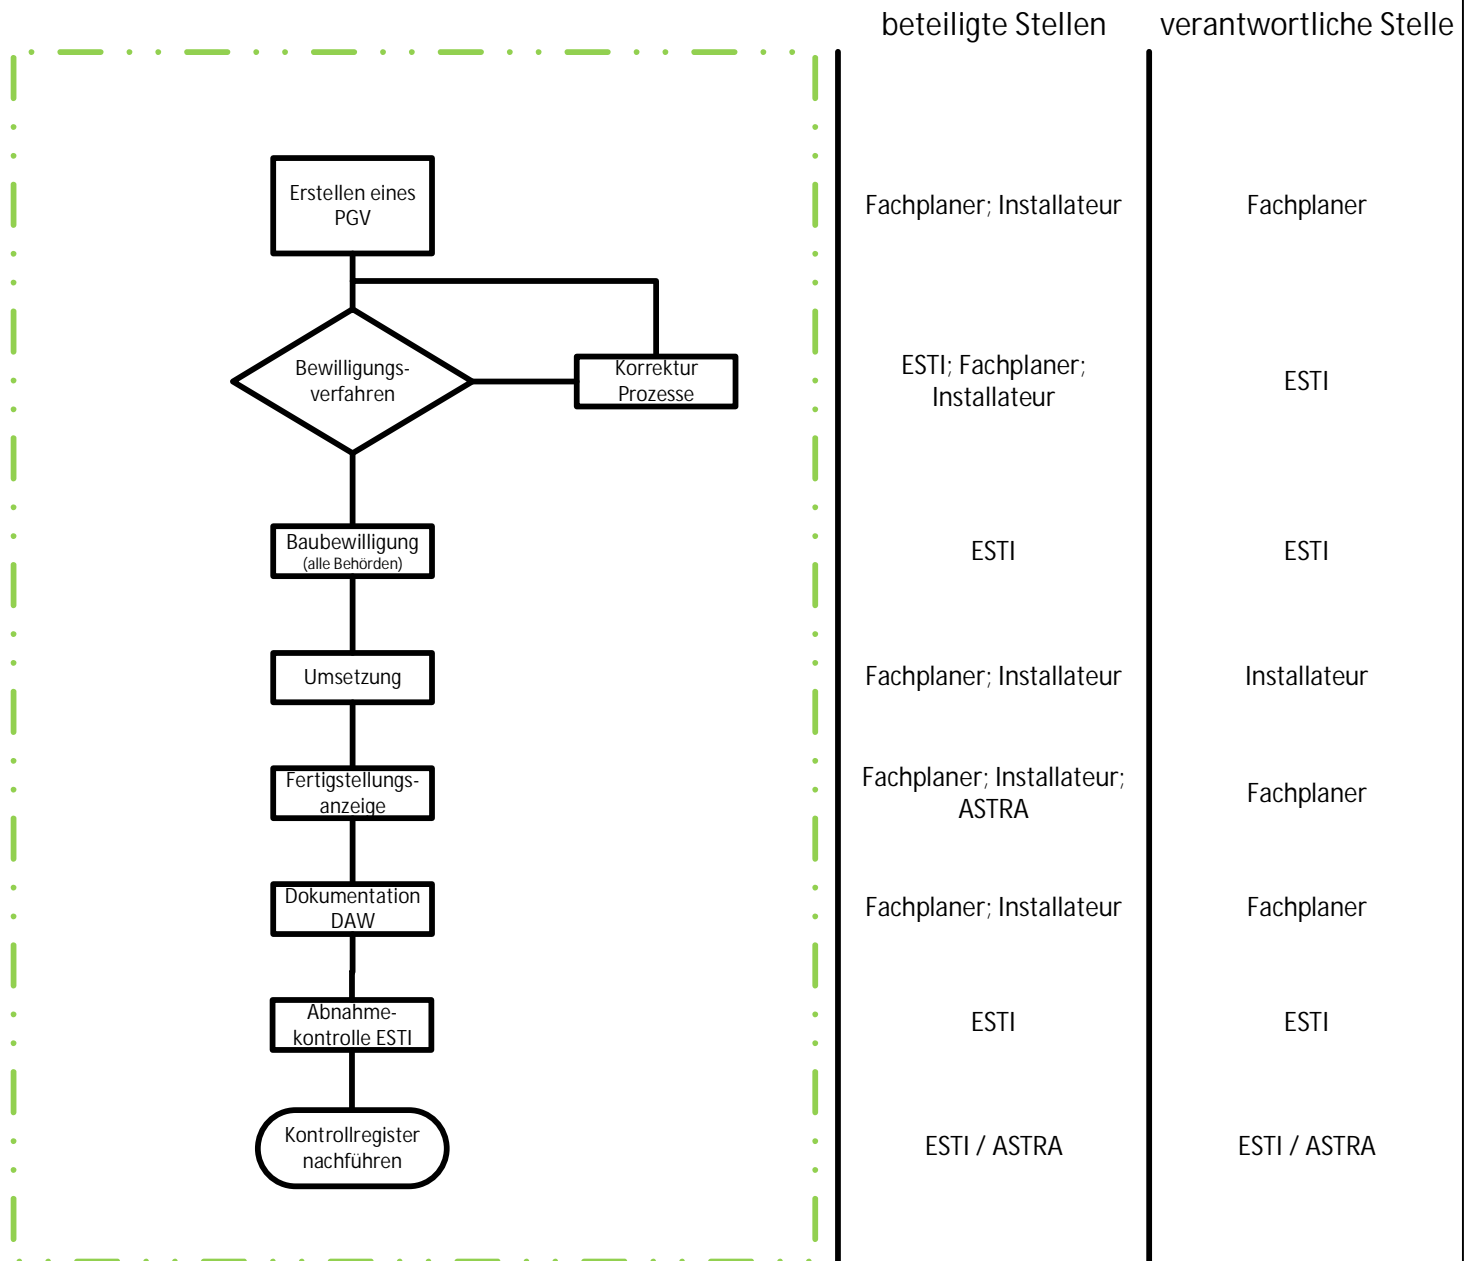 beteiligte Stellen
verantwortliche Stelle
Erstellen eines
PGV
Fachplaner; Installateur
Fachplaner
Bewilligungs-
verfahren
Korrektur
Prozesse
ESTI; Fachplaner;
Installateur
ESTI
Baubewilligung
(alle Behörden)
ESTI
ESTI
Umsetzung
Fachplaner; Installateur
Installateur
Fertigstellungs-
anzeige
Fachplaner; Installateur;
ASTRA
Fachplaner
Dokumentation
DAW
Fachplaner; Installateur
Fachplaner
Abnahme-
kontrolle ESTI
ESTI
ESTI
Kontrollregister
nachführen
ESTI / ASTRA
ESTI / ASTRA